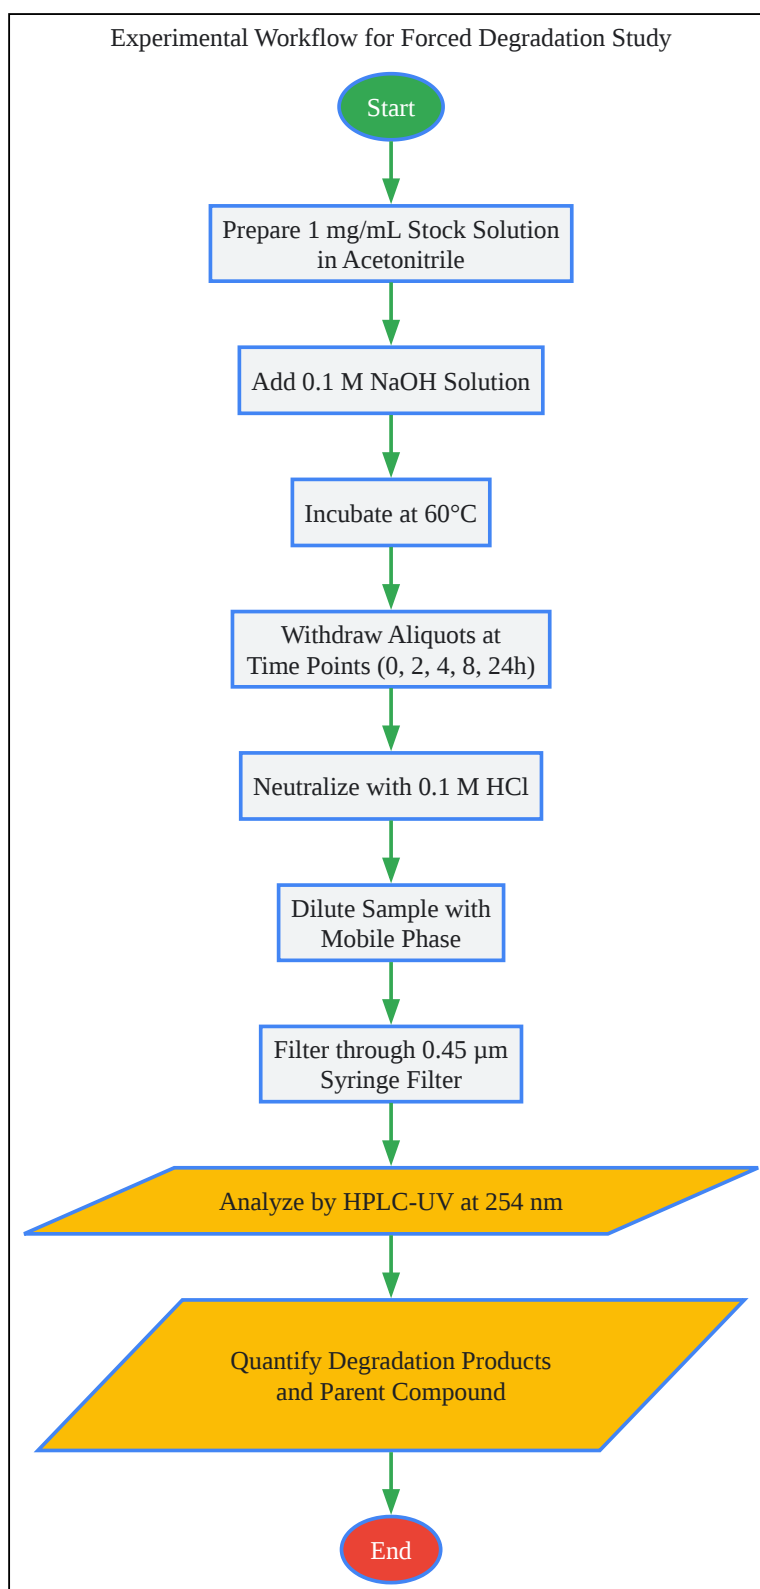 Experimental Workflow for Forced Degradation Study
Start
Prepare 1 mg/mL Stock Solution
in Acetonitrile
Add 0.1 M NaOH Solution
Incubate at 60°C
Withdraw Aliquots at
Time Points (0, 2, 4, 8, 24h)
Neutralize with 0.1 M HCl
Dilute Sample with
Mobile Phase
Filter through 0.45 µm
Syringe Filter
Analyze by HPLC-UV at 254 nm
Quantify Degradation Products
and Parent Compound
End